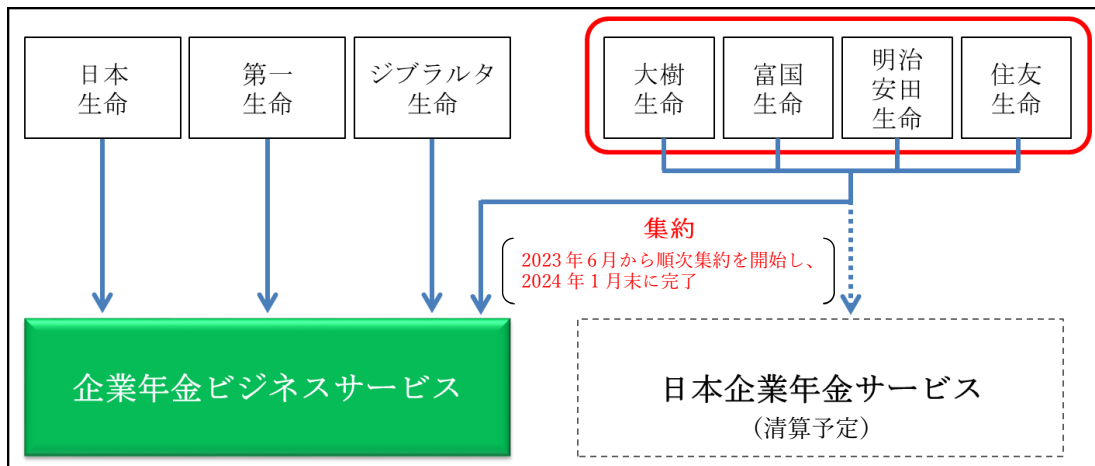 日本
生命
第一
生命
ジブラルタ
生命
大樹
生命
富国
生命
明治
安田
生命
住友
生命
集約
2023年6月から順次集約を開始し、
2024年1月末に完了
企業年金ビジネスサービス
日本企業年金サービス
（清算予定）